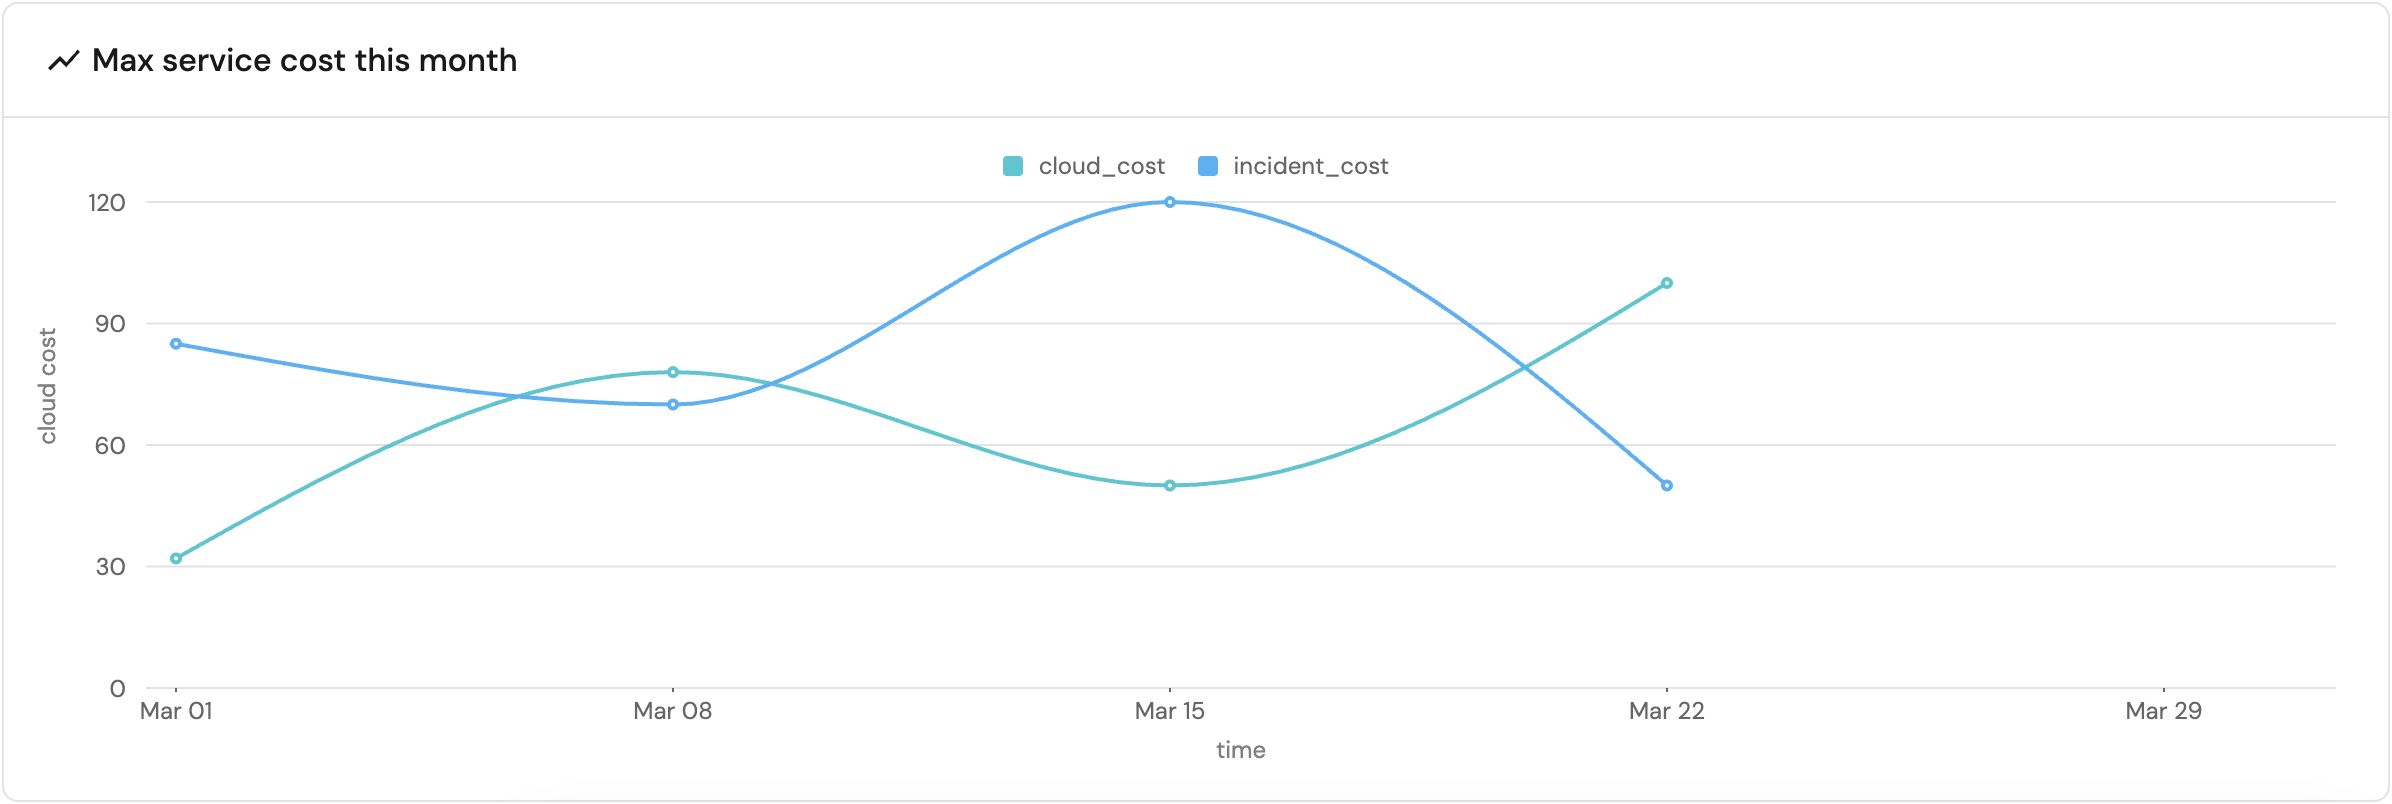 Max service cost this month
cloud_cost incident_cost
120
90
60
30
0
cloud cost
Mar 01 Mar 08 Mar 15 Mar 22 Mar 29
time